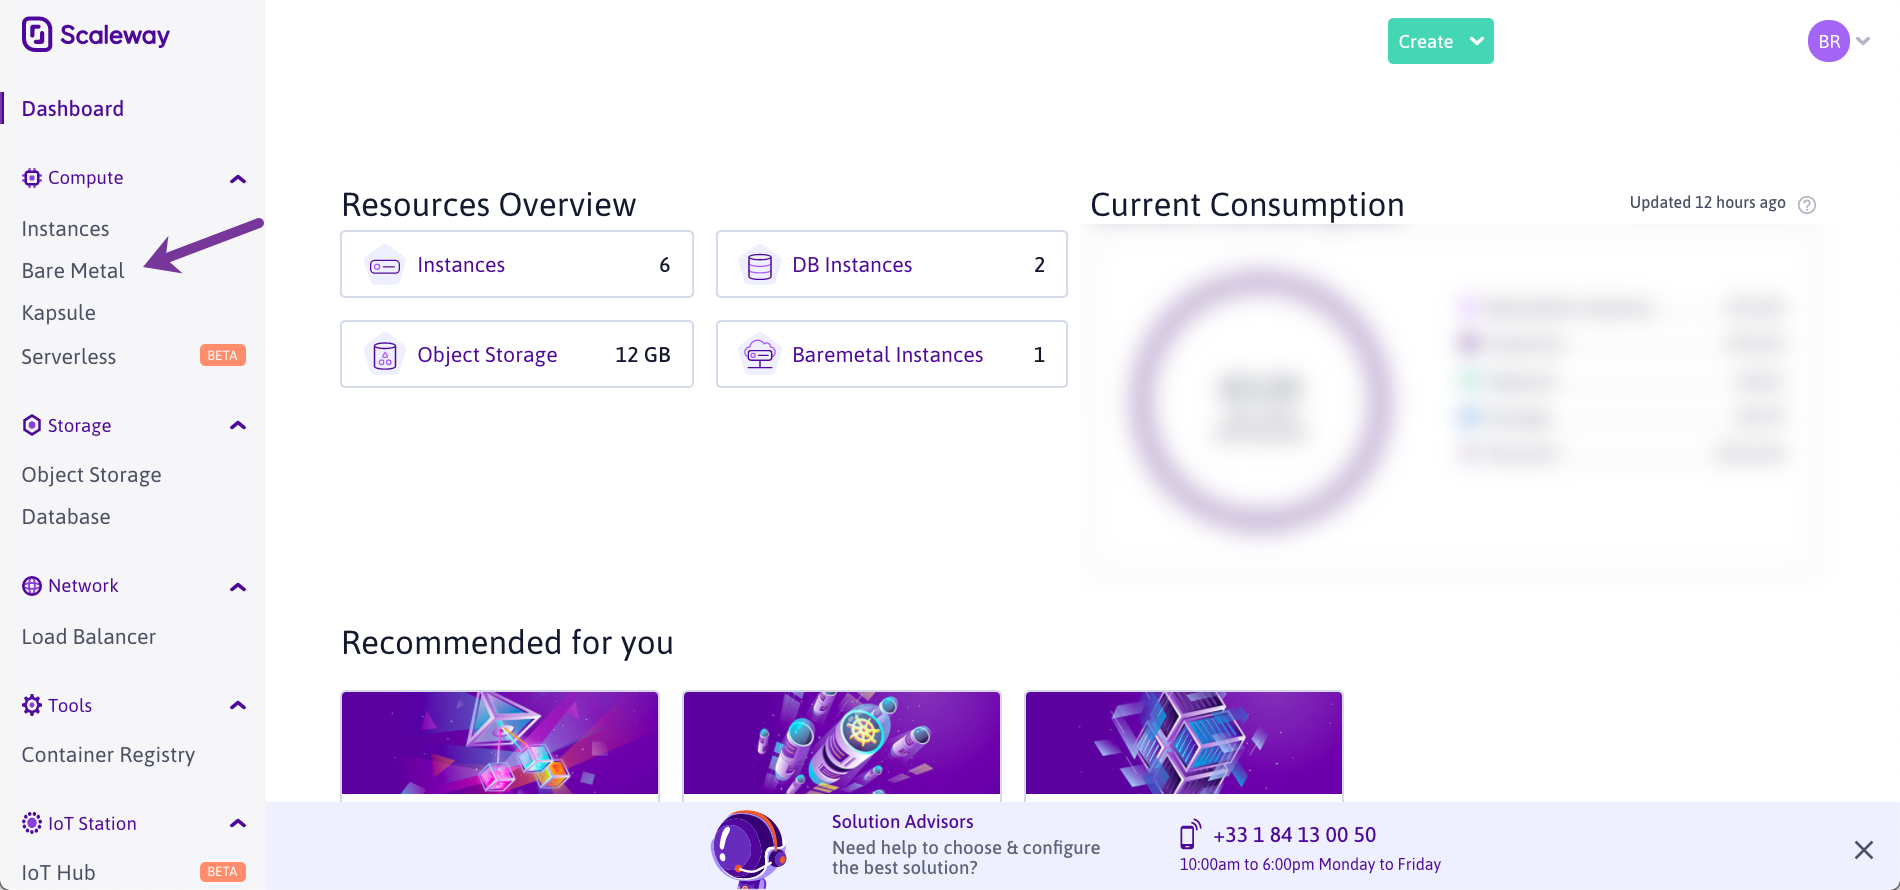 Scaleway
Create
BR
Dashboard
Compute
Instances
Bare Metal
Kapsule
Serverless BETA
Storage
Object Storage
Database
Network
Load Balancer
Tools
Container Registry
IoT Station
IoT Hub BETA
Resources Overview
Instances 6
DB Instances 2
Object Storage 12 GB
Baremetal Instances 1
Current Consumption
Updated 12 hours ago ?
Recommended for you
Solution Advisors
Need help to choose & configure
the best solution?
+33 1 84 13 00 50
10:00am to 6:00pm Monday to Friday